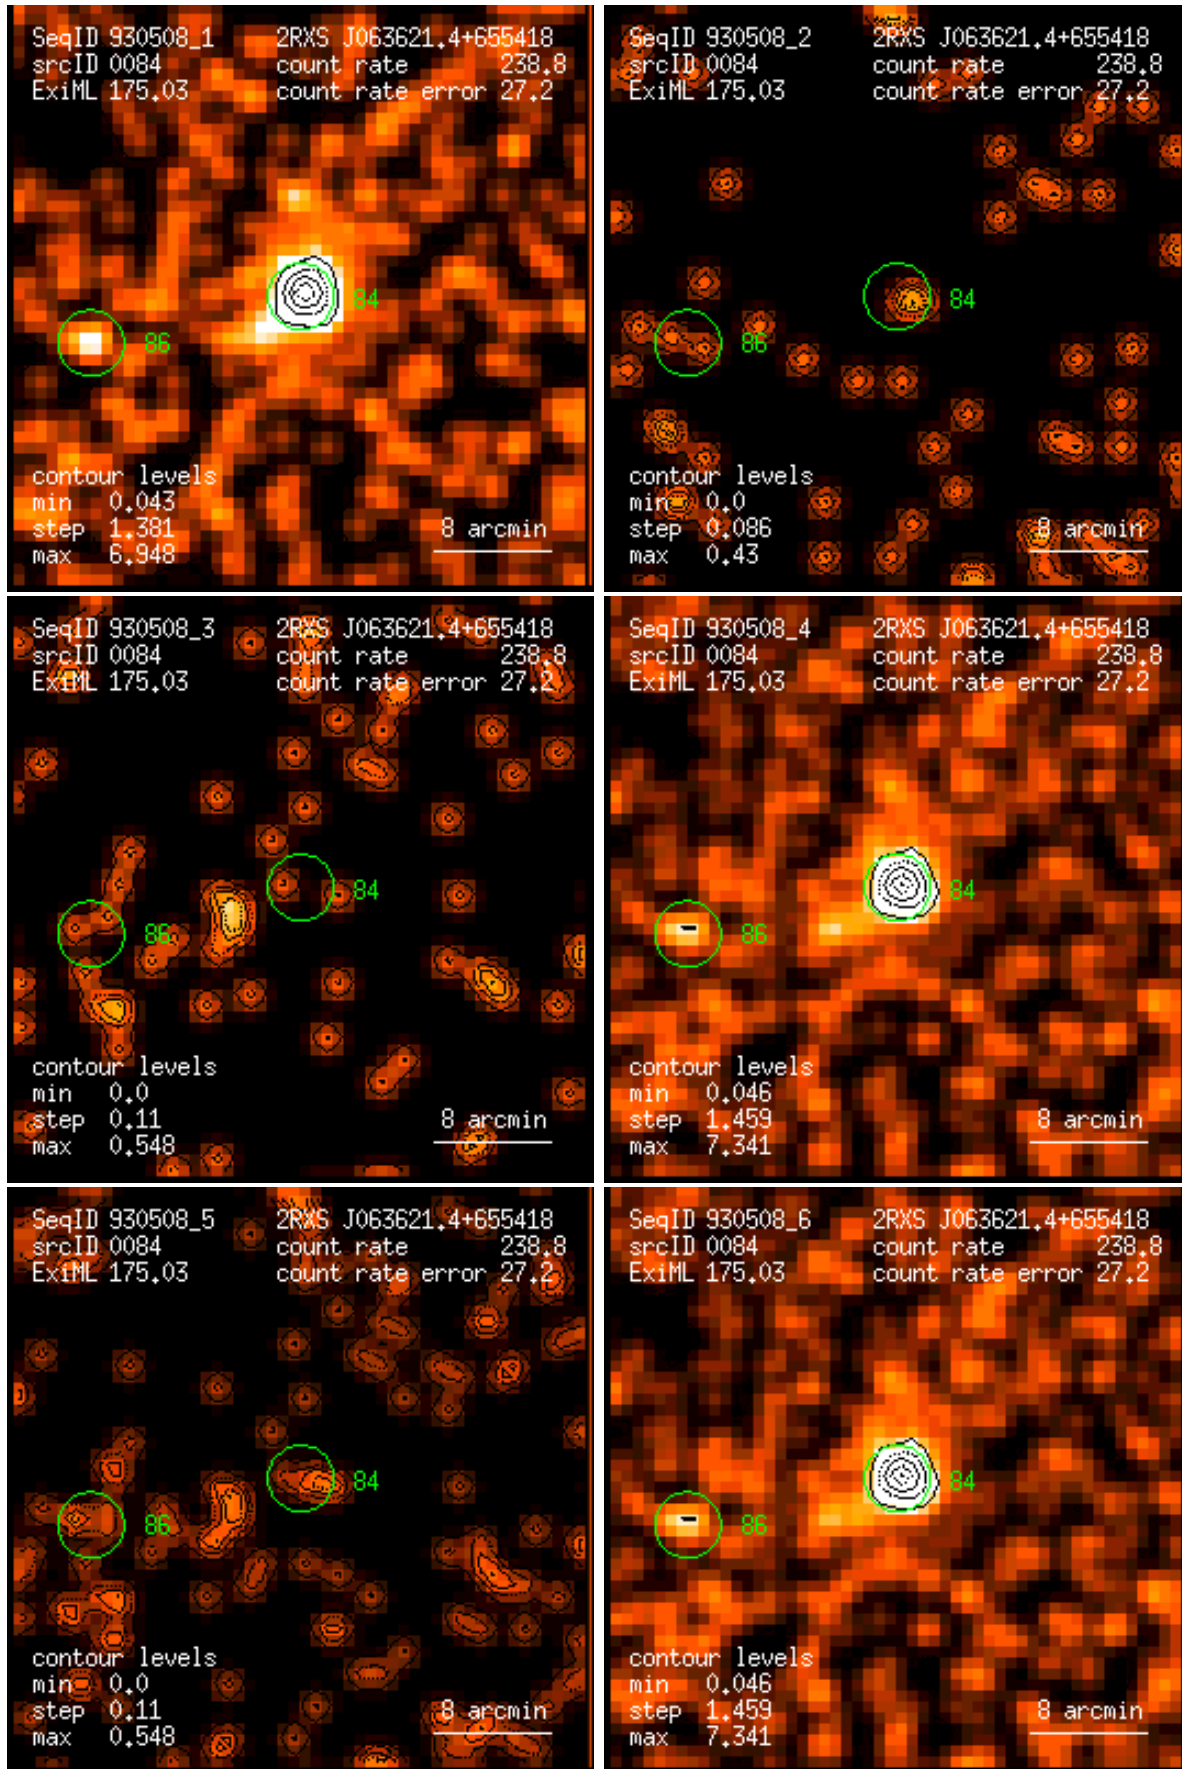 SeqID 930508_1 2RXS J063621.4+655418
srcID 0084 count rate 238.8
ExiML 175.03 count rate error 27.2
84
86
contour levels
min 0.043
step 1.381 8 arcmin
max 6.948
SeqID 930508_2 2RXS J063621.4+655418
srcID 0084 count rate 238.8
ExiML 175.03 count rate error 27.2
84
86
contour levels
min 0.0
step 0.086 8 arcmin
max 0.43
SeqID 930508_3 2RXS J063621.4+655418
srcID 0084 count rate 238.8
ExiML 175.03 count rate error 27.2
84
86
contour levels
min 0.0
step 0.11 8 arcmin
max 0.548
SeqID 930508_4 2RXS J063621.4+655418
srcID 0084 count rate 238.8
ExiML 175.03 count rate error 27.2
84
86
contour levels
min 0.046
step 1.459 8 arcmin
max 7.341
SeqID 930508_5 2RXS J063621.4+655418
srcID 0084 count rate 238.8
ExiML 175.03 count rate error 27.2
84
86
contour levels
min 0.0
step 0.11 8 arcmin
max 0.548
SeqID 930508_6 2RXS J063621.4+655418
srcID 0084 count rate 238.8
ExiML 175.03 count rate error 27.2
84
86
contour levels
min 0.046
step 1.459 8 arcmin
max 7.341